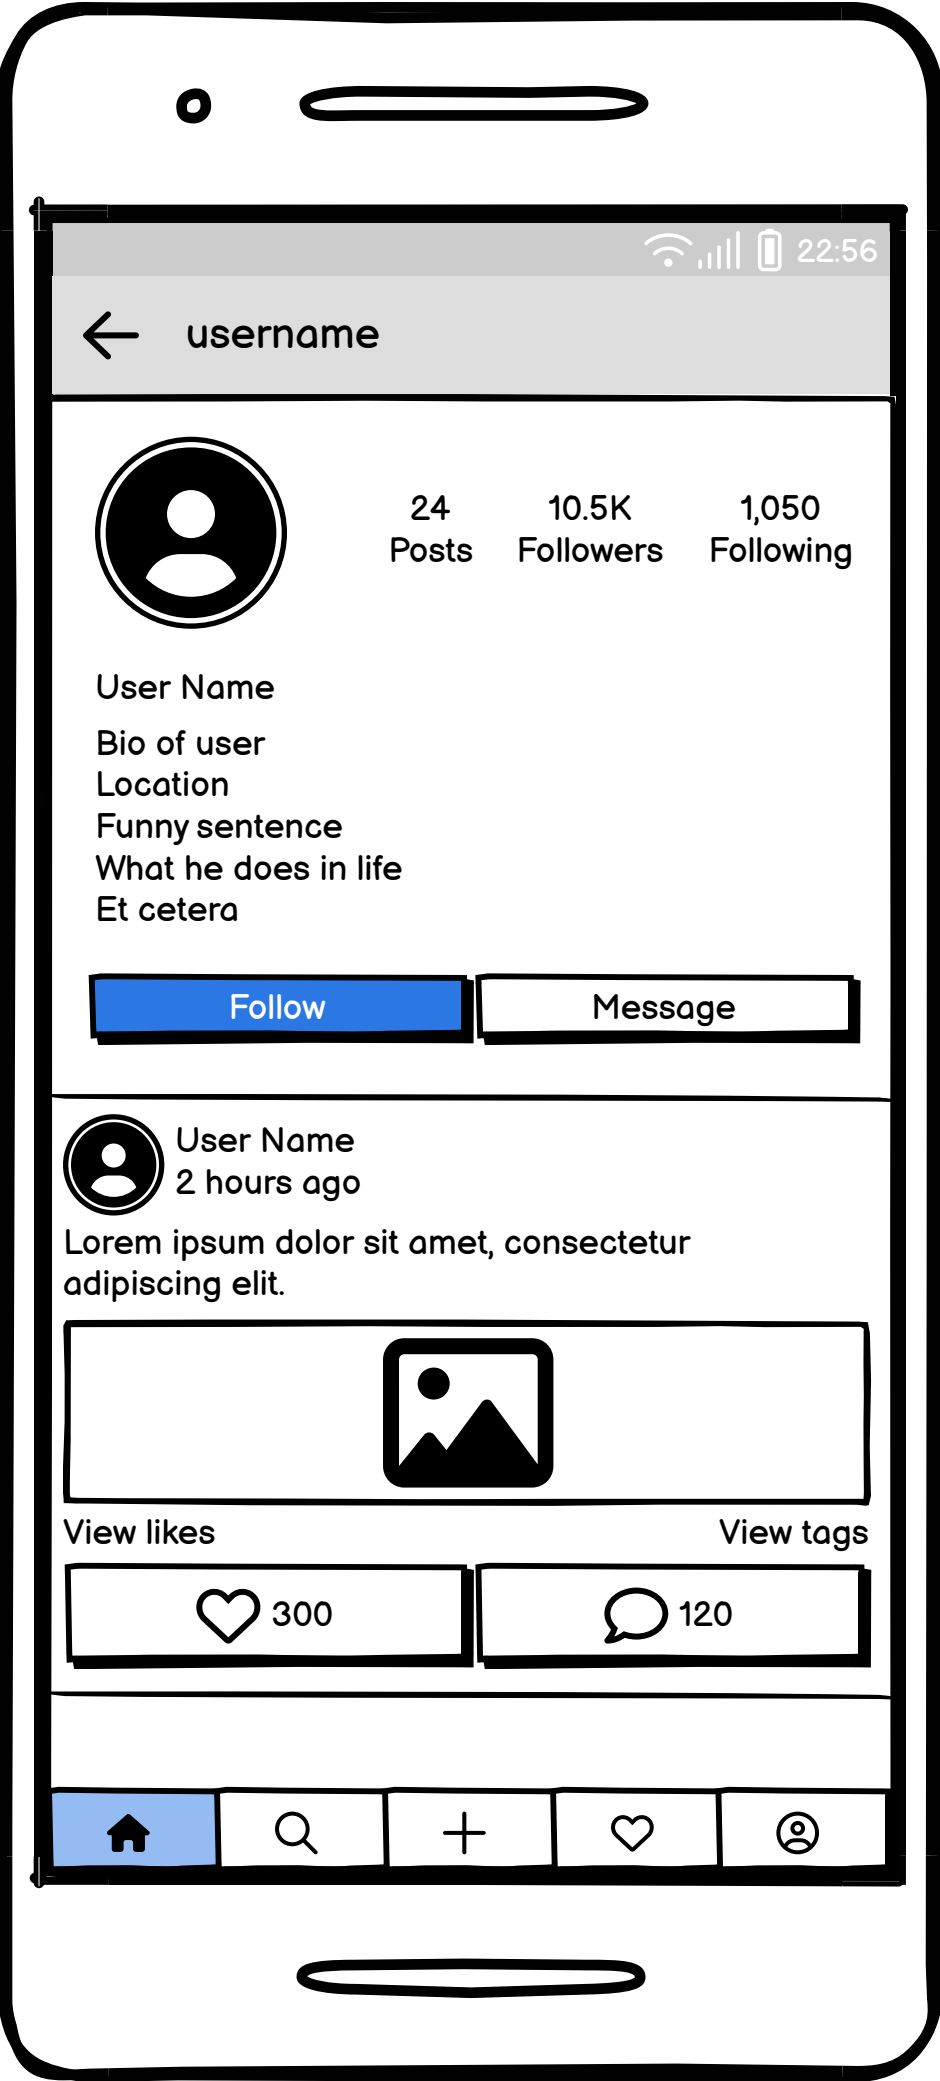 22:56
username
24 10.5K 1,050
Posts Followers Following
User Name
Bio of user
Location
Funny sentence
What he does in life
Et cetera
Follow Message
User Name
2 hours ago
Lorem ipsum dolor sit amet, consectetur
adipiscing elit.
View likes View tags
300 120